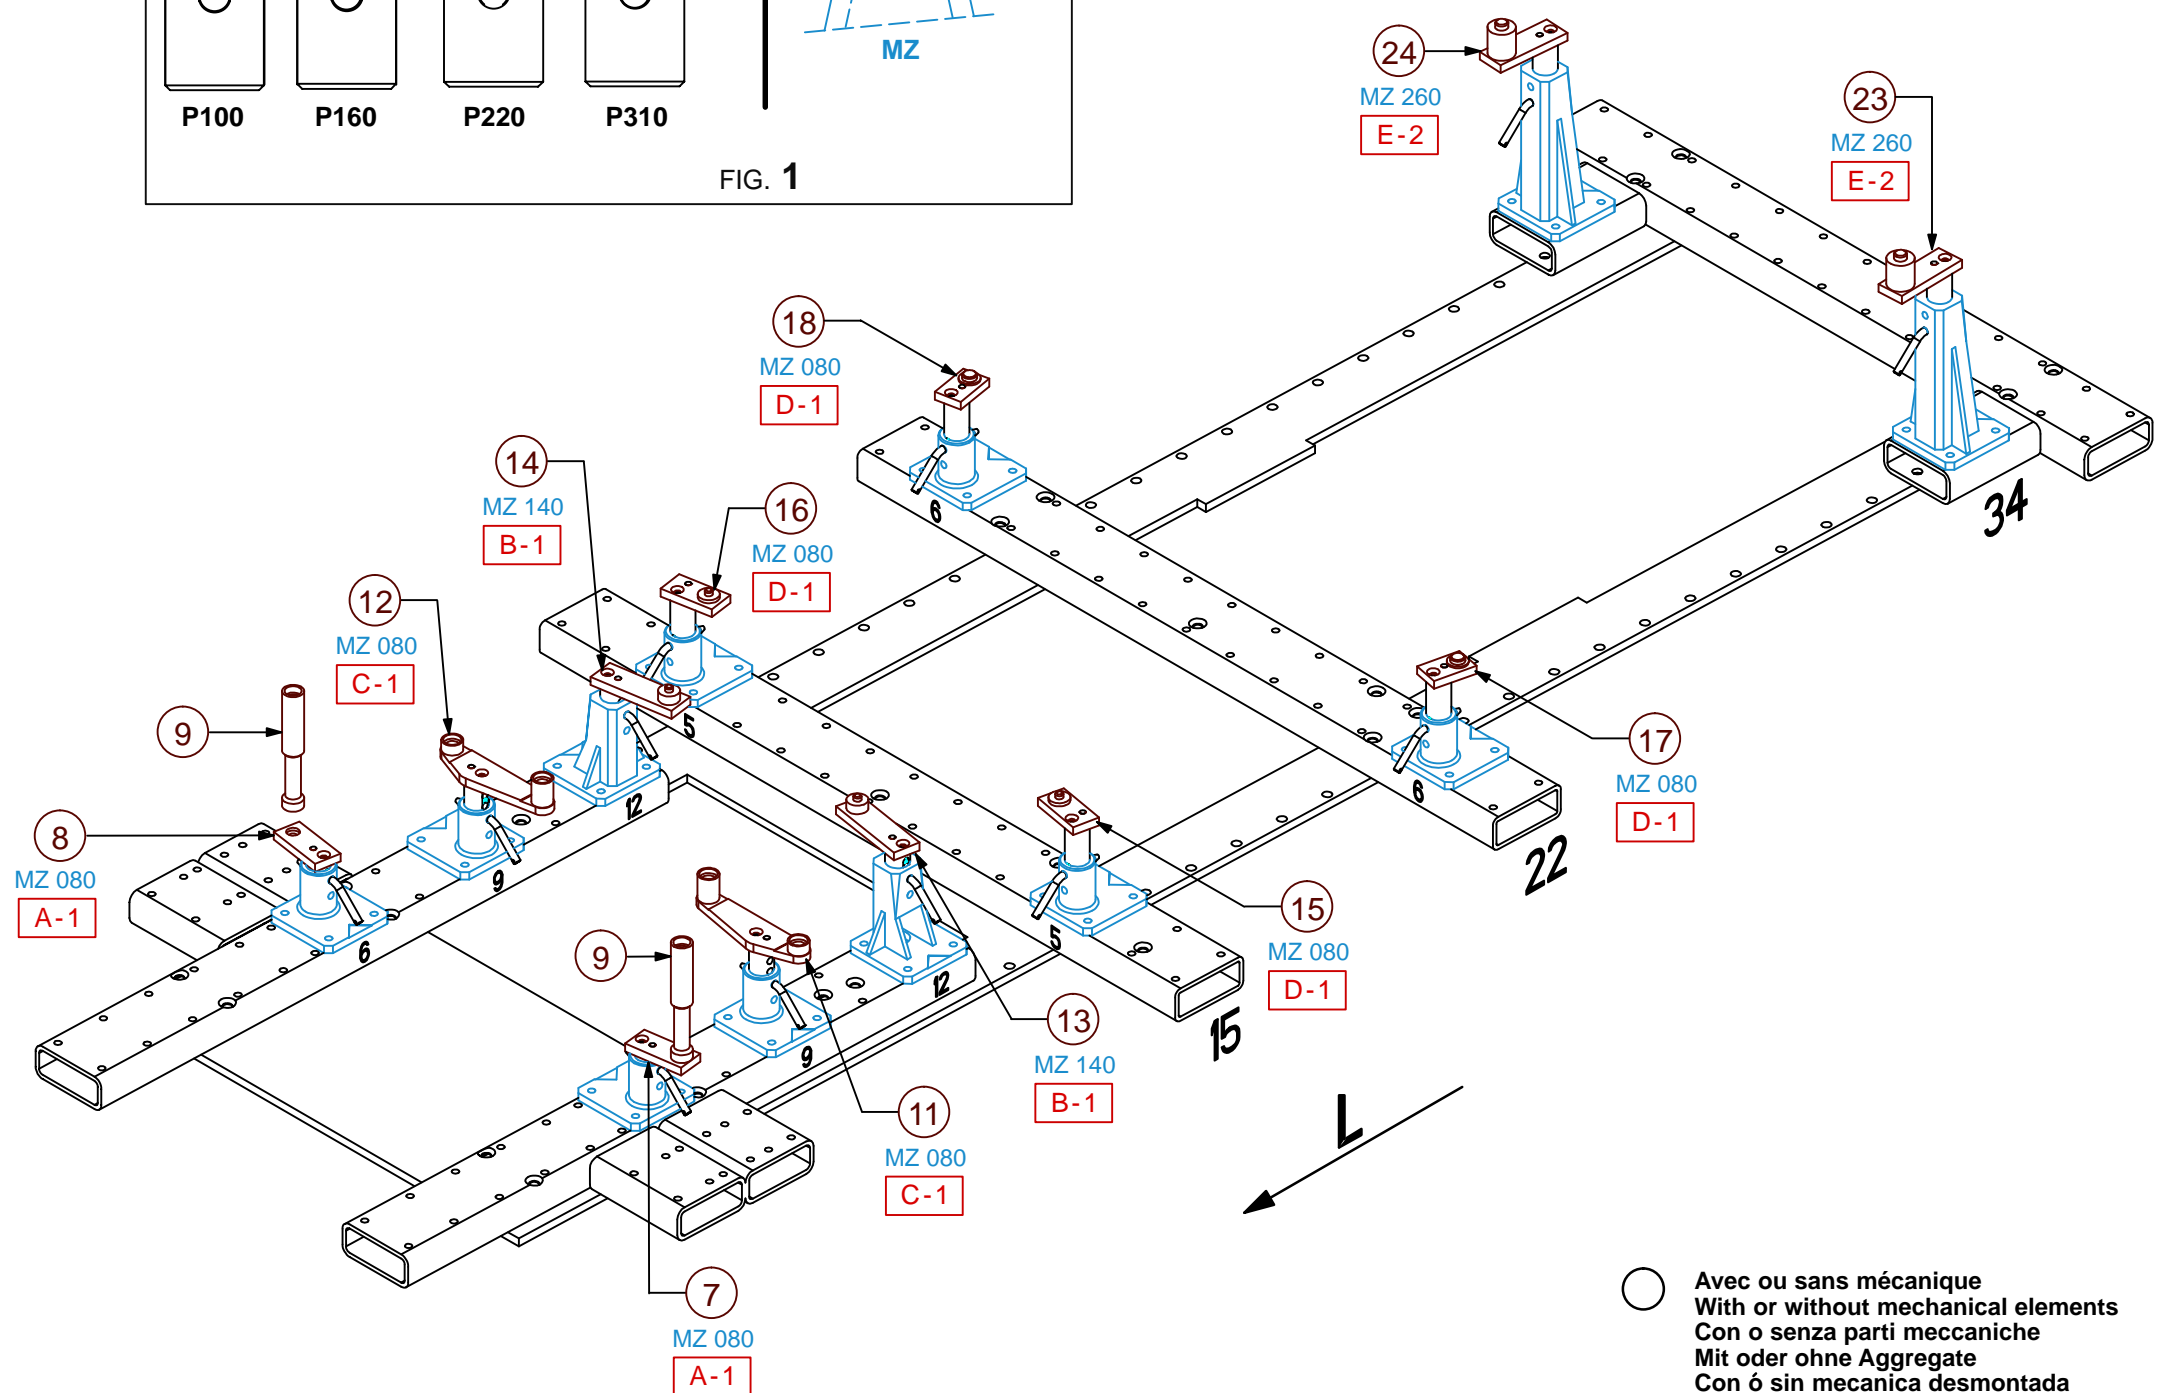 MZ
P100 P160 P220 P310
FIG. 1
24
MZ 260
E-2
23
MZ 260
E-2
34
18
MZ 080
D-1
6
14
MZ 140
B-1
16
MZ 080
D-1
5
12
MZ 080
C-1
12
9
9
8
MZ 080
A-1
6
17
MZ 080
D-1
6
22
15
MZ 080
D-1
5
15
13
MZ 140
B-1
12
9
9
11
MZ 080
C-1
7
MZ 080
A-1
L
Avec ou sans mécanique
With or without mechanical elements
Con o senza parti meccaniche
Mit oder ohne Aggregate
Con ó sin mecanica desmontada